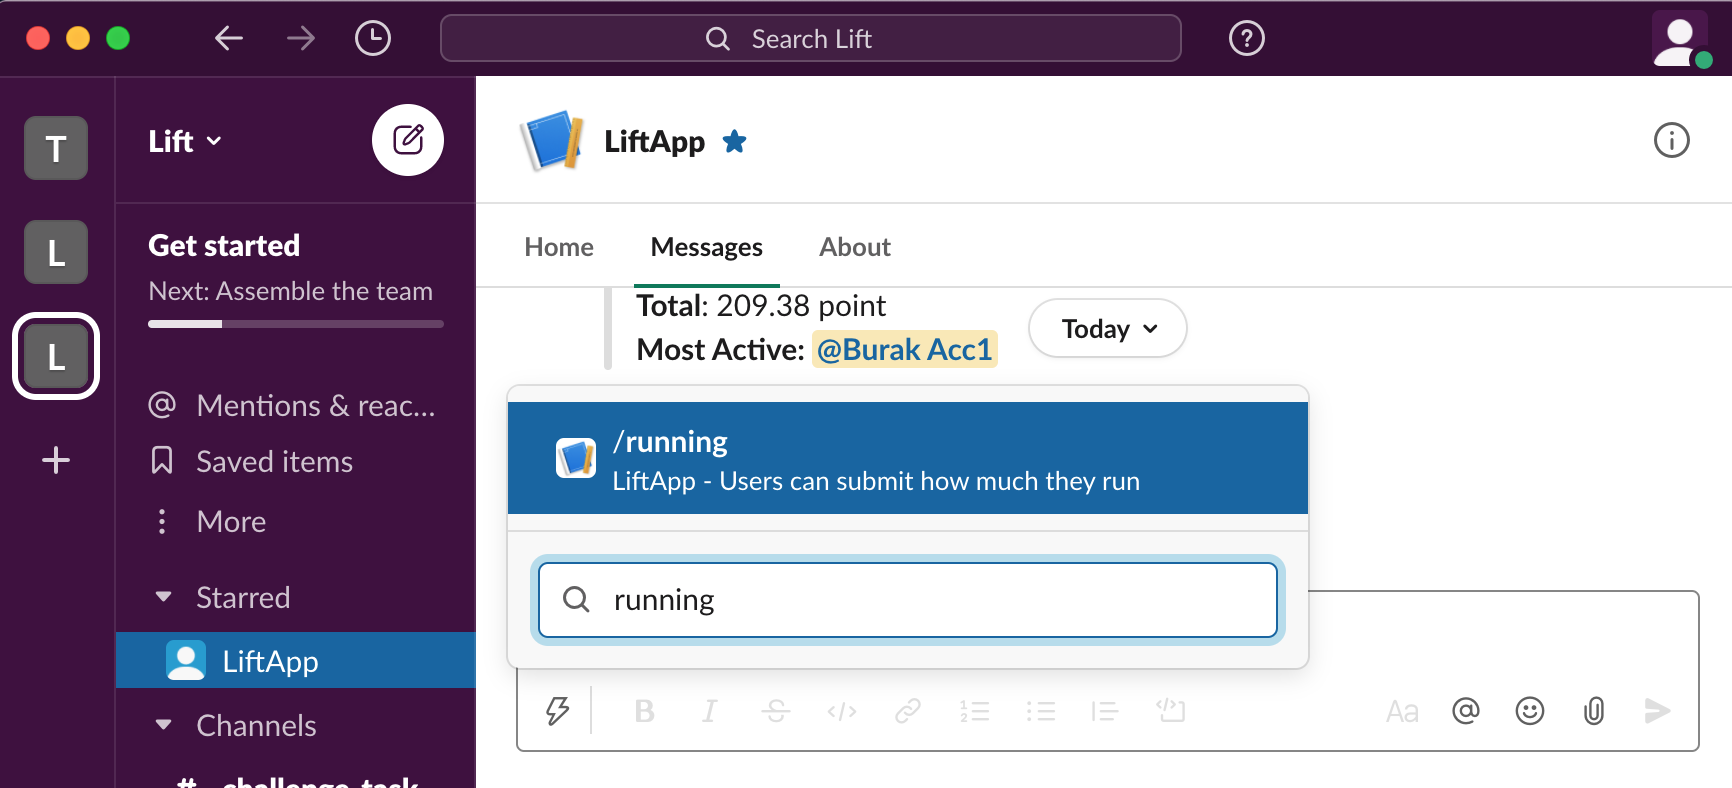 Search Lift
T
L
L
Lift
Get started
Next: Assemble the team
Mentions & reac...
Saved items
More
Starred
LiftApp
Channels
# challenge-task
LiftApp
Home Messages About
Total: 209.38 point
Most Active: @Burak Acc1
Today
/running
LiftApp - Users can submit how much they run
running
B I S </> Aa @